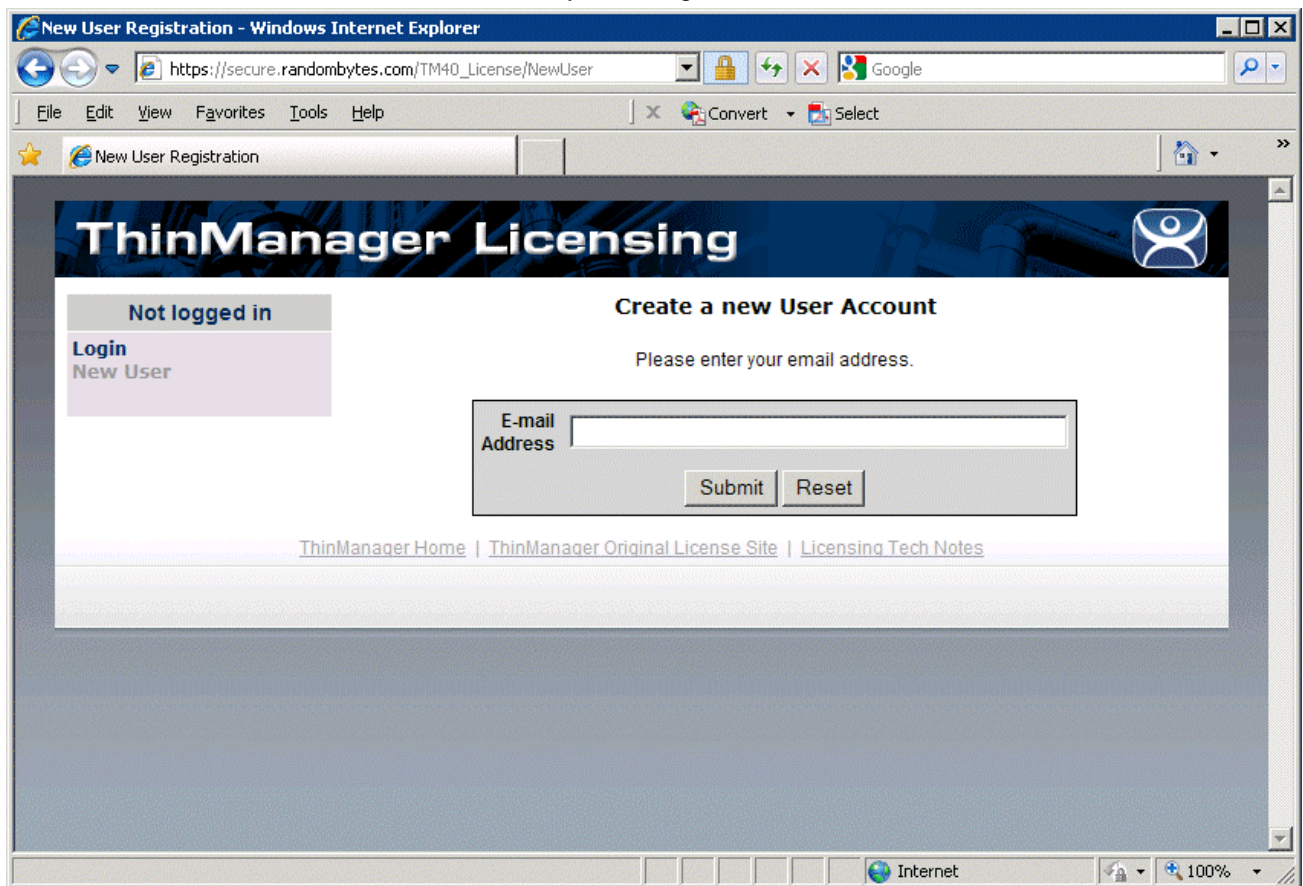 New User Registration - Windows Internet Explorer
https://secure.randombytes.com/TM40_License/NewUser
Google
File Edit View Favorites Tools Help
Convert Select
New User Registration
»
ThinManager Licensing
Not logged in
Login
New User
Create a new User Account
Please enter your email address.
E-mail
Address
Submit Reset
ThinManager Home | ThinManager Original License Site | Licensing Tech Notes
Internet
100%